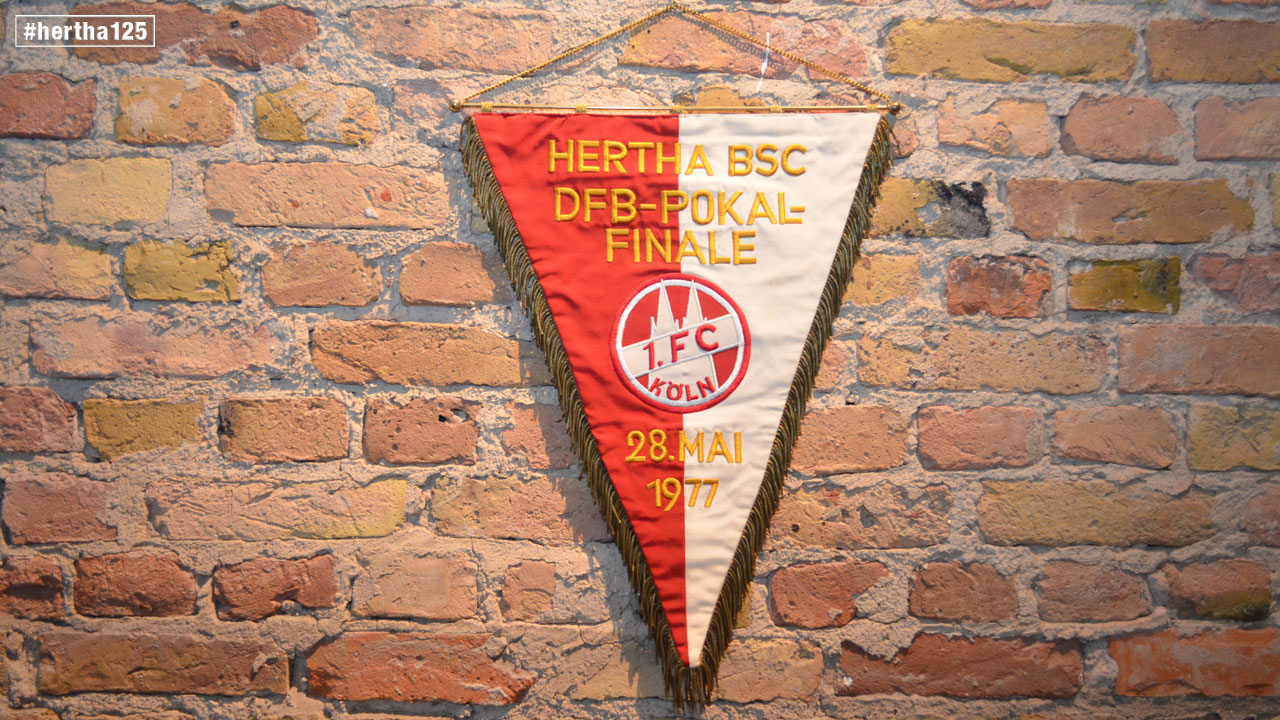 #hertha125
HERTHA BSC
DFB-POKAL-
FINALE
1. FC
KÖLN
28. MAI
1977